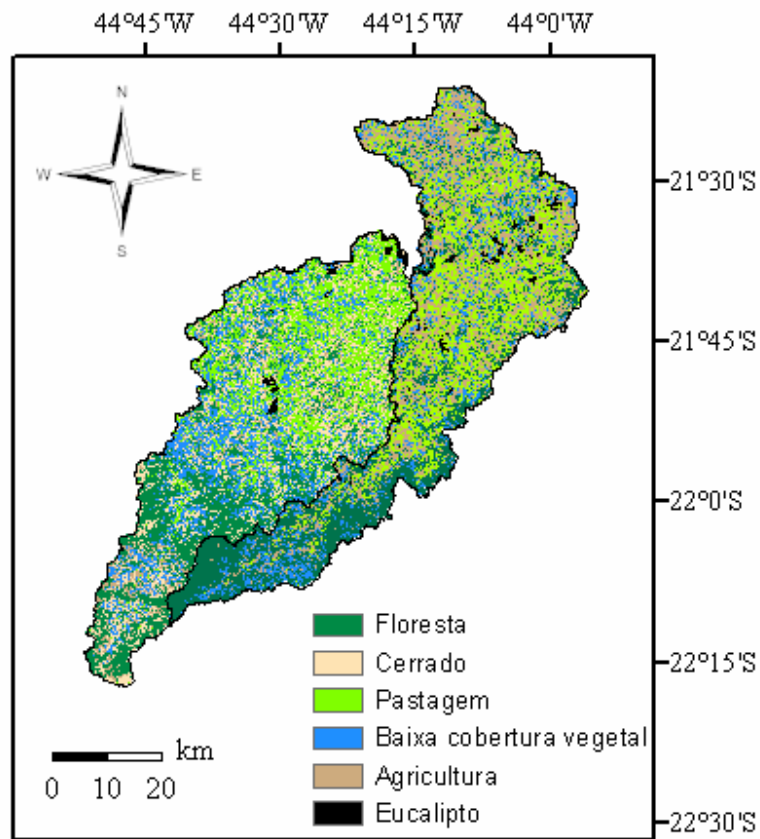 44°45'W 44°30'W 44°15'W 44°0'W
N
W E
S
21°30'S
21°45'S
22°0'S
22°15'S
22°30'S
Floresta
Cerrado
Pastagem
Baixa cobertura vegetal
Agricultura
Eucalipto
km
0 10 20